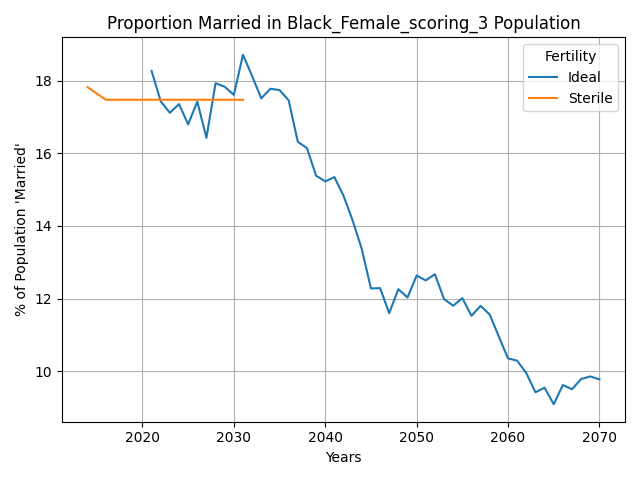 Proportion Married in Black_Female_scoring_3 Population
Fertility
Ideal
Sterile
% of Population 'Married'
18
16
14
12
10
2020
2030
2040
2050
2060
2070
Years